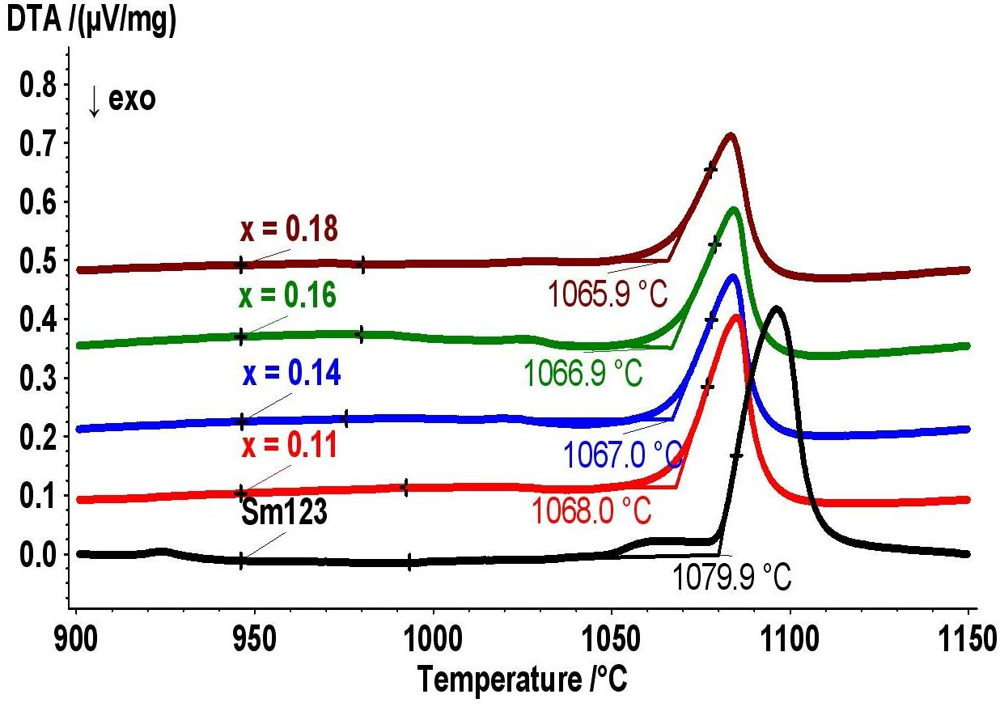 DTA /(µV/mg)
0.8
↓ exo
0.7
0.6
x = 0.18
0.5
1065.9 °C
x = 0.16
0.4
1066.9 °C
x = 0.14
0.3
x = 0.11
0.2
1067.0 °C
0.1
Sm123
1068.0 °C
0.0
1079.9 °C
900 950 1000 1050 1100 1150
Temperature /°C